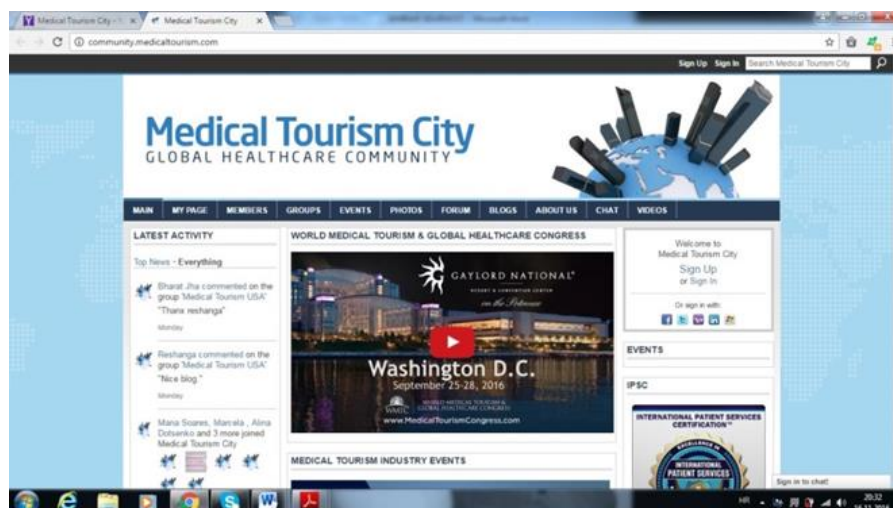 Medical Tourism City
community.medicaltourism.com
Sign Up Sign In Search Medical Tourism City
Medical Tourism City
GLOBAL HEALTHCARE COMMUNITY
MAIN MY PAGE MEMBERS GROUPS EVENTS PHOTOS FORUM BLOGS ABOUT US CHAT VIDEOS
LATEST ACTIVITY
Top News - Everything
Bharat Jha commented on the
group 'Medical Tourism USA'
"Thanx reshanga"
Monday
Reshanga commented on the
group 'Medical Tourism USA'
"Nice blog "
Monday
Mana Soares, Marcela , Alina
Dotsenko and 3 more joined
Medical Tourism City
WORLD MEDICAL TOURISM & GLOBAL HEALTHCARE CONGRESS
GAYLORD NATIONAL
RESORT & CONVENTION CENTER
on the Potomac
Washington D.C.
September 25-28, 2016
WORLD MEDICAL TOURISM &
GLOBAL HEALTHCARE CONGRESS
www.MedicalTourismCongress.com
MEDICAL TOURISM INDUSTRY EVENTS
Welcome to
Medical Tourism City
Sign Up
or Sign In
Or sign in with:
EVENTS
IPSC
INTERNATIONAL PATIENT SERVICES
CERTIFICATION™
EXCELLENCE IN
INTERNATIONAL
PATIENT SERVICES
Sign in to chat!
HR
20:32